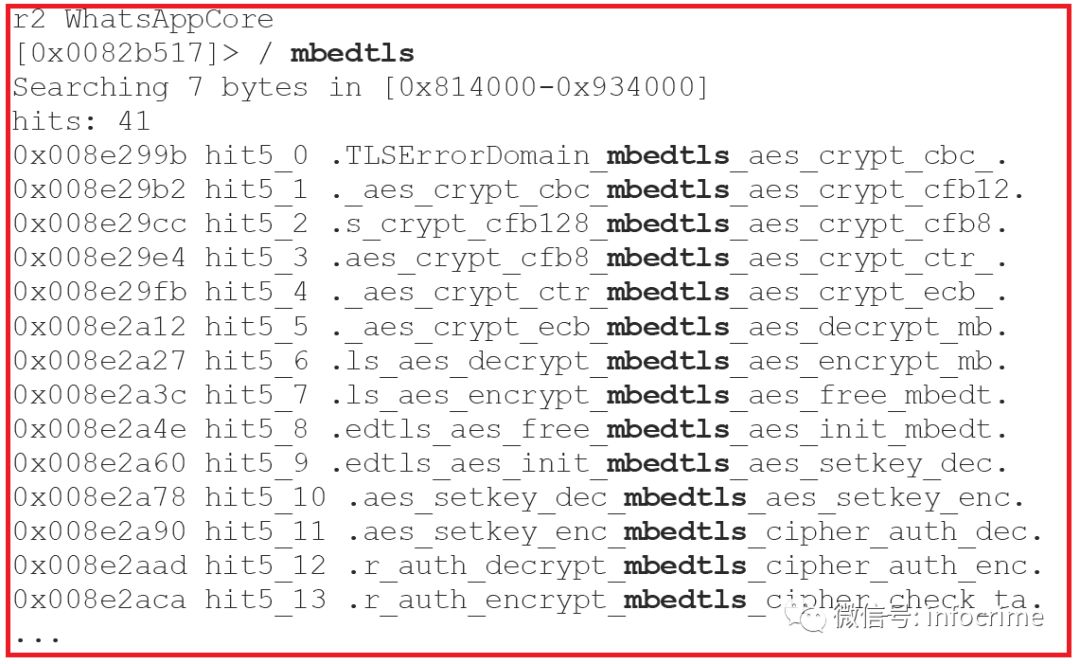 r2 WhatsAppCore
[0x0082b517]> / mbedtls
Searching 7 bytes in [0x814000-0x934000]
hits: 41
0x008e299b hit5_0 .TLSErrorDomain_mbedtls_aes_crypt_cbc_.
0x008e29b2 hit5_1 ._aes_crypt_cbc_mbedtls_aes_crypt_cfb12.
0x008e29cc hit5_2 .s_crypt_cfb128_mbedtls_aes_crypt_cfb8.
0x008e29e4 hit5_3 .aes_crypt_cfb8_mbedtls_aes_crypt_ctr_.
0x008e29fb hit5_4 ._aes_crypt_ctr_mbedtls_aes_crypt_ecb_.
0x008e2a12 hit5_5 ._aes_crypt_ecb_mbedtls_aes_decrypt_mb.
0x008e2a27 hit5_6 .ls_aes_decrypt_mbedtls_aes_encrypt_mb.
0x008e2a3c hit5_7 .ls_aes_encrypt_mbedtls_aes_free_mbedt.
0x008e2a4e hit5_8 .edtls_aes_free_mbedtls_aes_init_mbedt.
0x008e2a60 hit5_9 .edtls_aes_init_mbedtls_aes_setkey_dec.
0x008e2a78 hit5_10 .aes_setkey_dec_mbedtls_aes_setkey_enc.
0x008e2a90 hit5_11 .aes_setkey_enc_mbedtls_cipher_auth_dec.
0x008e2aad hit5_12 .r_auth_decrypt_mbedtls_cipher_auth_enc.
0x008e2aca hit5_13 .r_auth_encrypt_mbedtls_cipher_check_ta.
...
微信号: infocrime